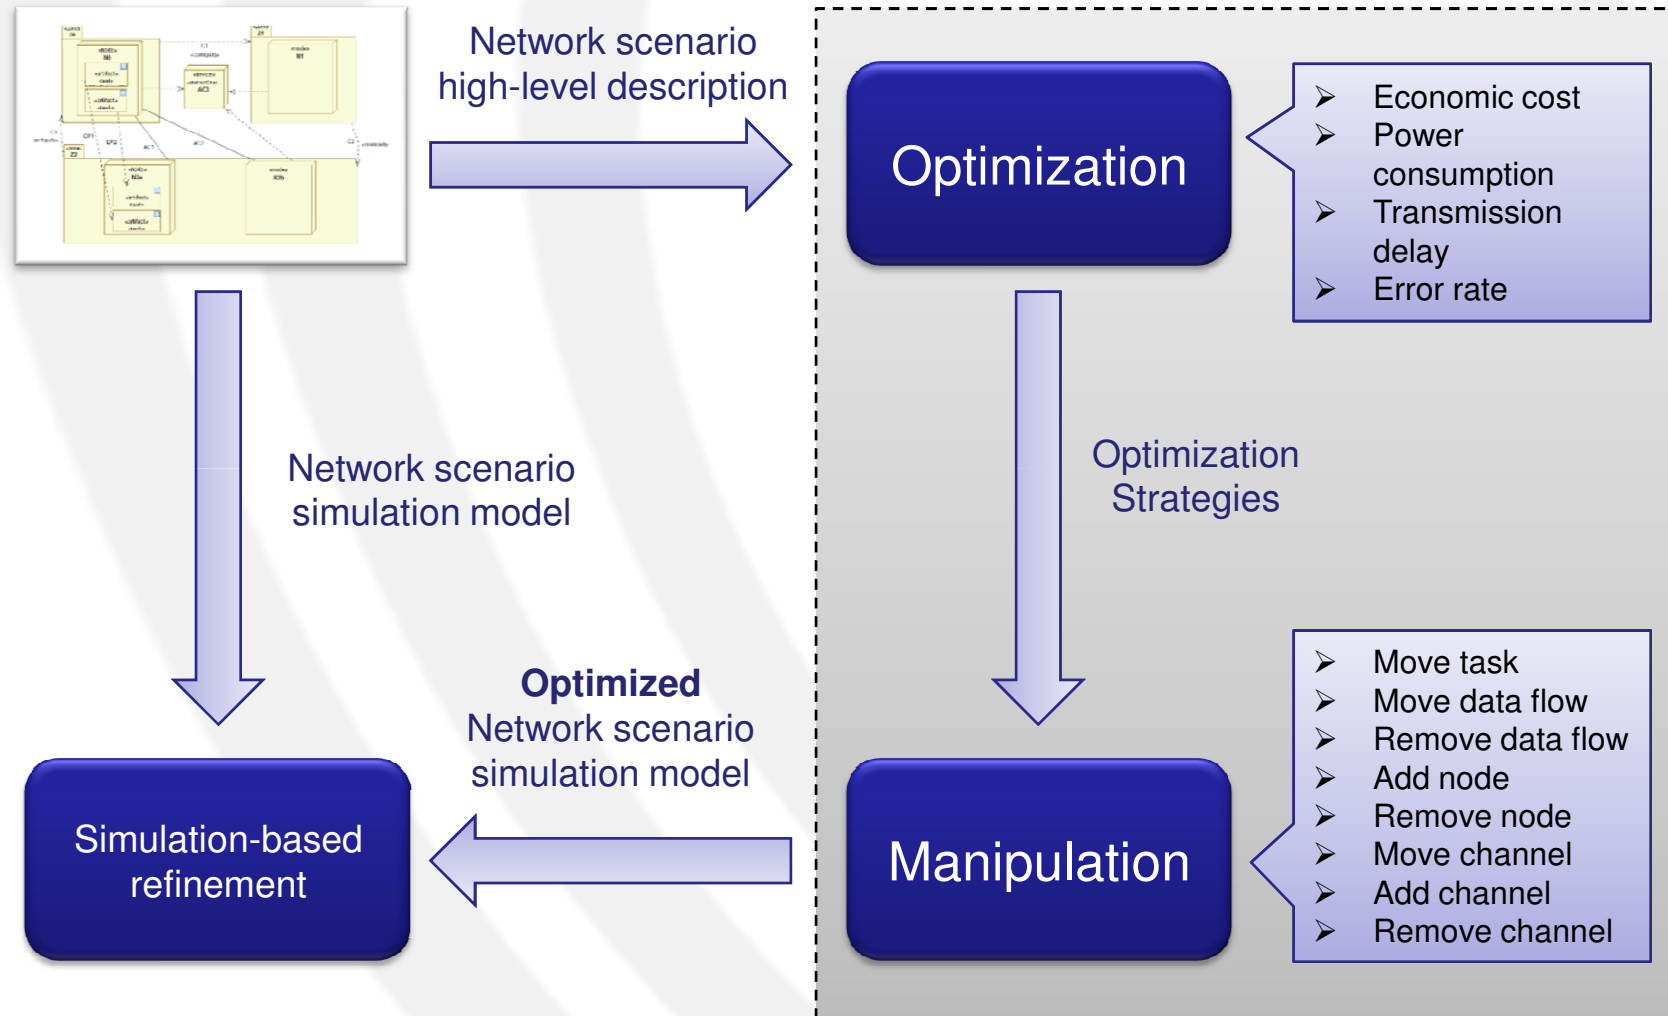 Network scenario
high-level description
Optimization
➢ Economic cost
➢ Power
consumption
➢ Transmission
delay
➢ Error rate
Network scenario
simulation model
Optimization
Strategies
Optimized
Network scenario
simulation model
Simulation-based
refinement
Manipulation
➢ Move task
➢ Move data flow
➢ Remove data flow
➢ Add node
➢ Remove node
➢ Move channel
➢ Add channel
➢ Remove channel